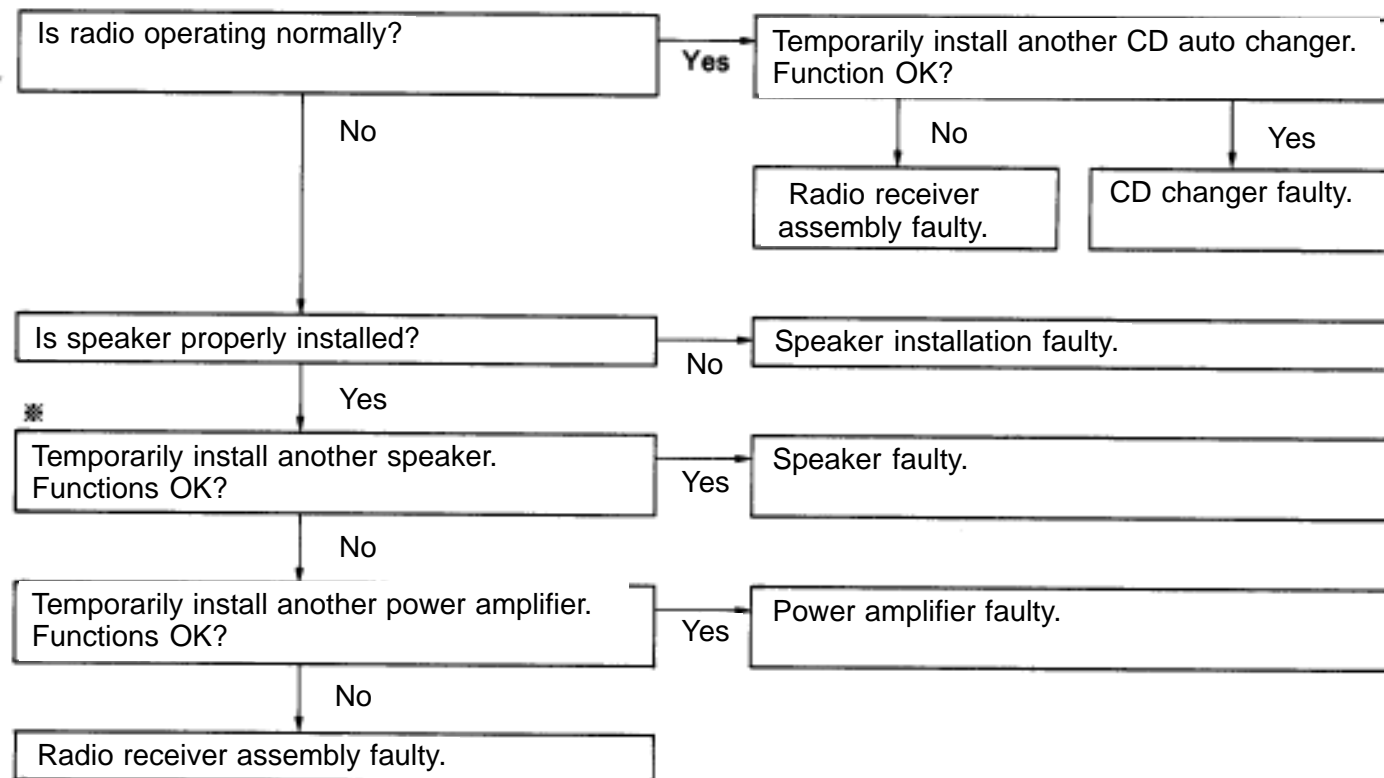 Is radio operating normally?
Yes
Temporarily install another CD auto changer.
Function OK?
No
No
Yes
Radio receiver
assembly faulty.
CD changer faulty.
Is speaker properly installed?
No
Speaker installation faulty.
Yes
※
Temporarily install another speaker.
Functions OK?
Yes
Speaker faulty.
No
Temporarily install another power amplifier.
Functions OK?
Yes
Power amplifier faulty.
No
Radio receiver assembly faulty.